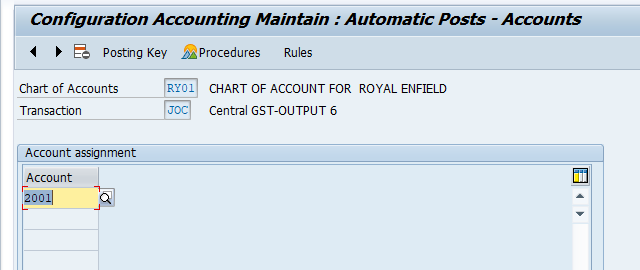 Configuration Accounting Maintain : Automatic Posts - Accounts
Posting Key Procedures Rules
Chart of Accounts RY01 CHART OF ACCOUNT FOR ROYAL ENFIELD
Transaction JOC Central GST-OUTPUT 6
Account assignment
Account
2001